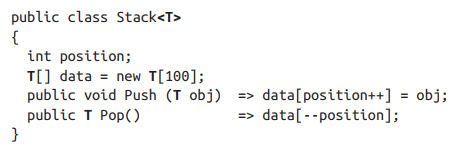 public class Stack<T>
{
  int position;
  T[] data = new T[100];
  public void Push (T obj)  => data[position++] = obj;
  public T Pop()            => data[--position];
}